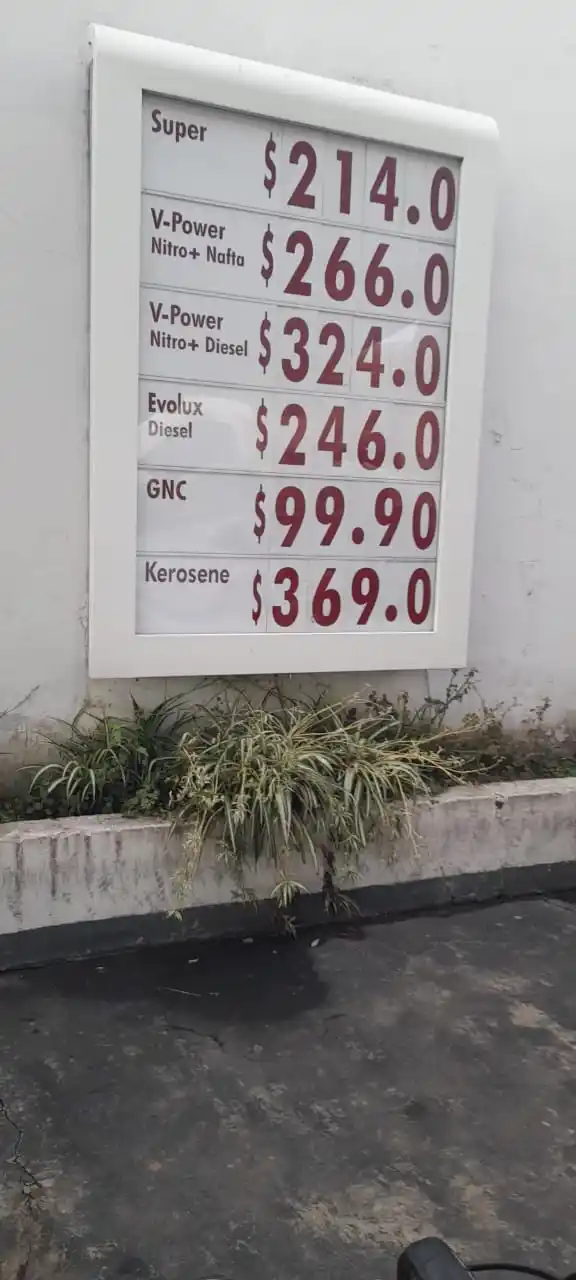 Super $214.0
V-Power
Nitro+ Nafta $266.0
V-Power
Nitro+ Diesel $324.0
Evolux
Diesel $246.0
GNC $99.90
Kerosene $369.0